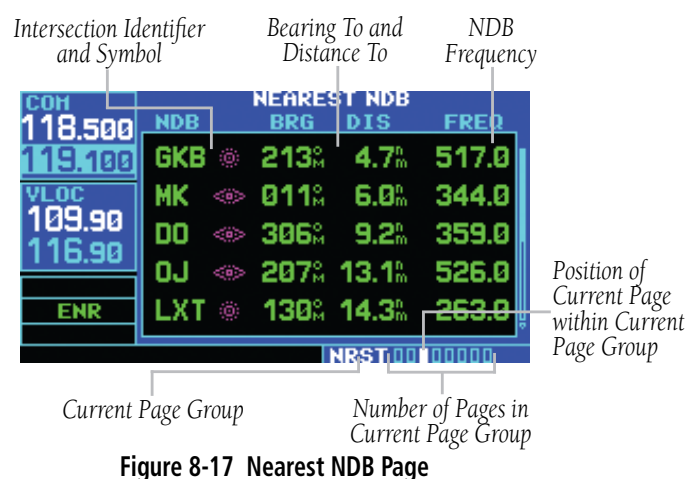 Intersection Identifier
and Symbol
Bearing To and
Distance To
NDB
Frequency
COM
118.500
119.100
VLOC
109.90
116.90
ENR
NEAREST NDB
NDB BRG DIS FREQ
GKB 213°M 4.7nm 517.0
MK 011°M 6.0nm 344.0
DO 306°M 9.2nm 359.0
OJ 207°M 13.1nm 526.0
LXT 130°M 14.3nm 263.0
NRST
Position of
Current Page
within Current
Page Group
Current Page Group
Number of Pages in
Current Page Group
Figure 8-17 Nearest NDB Page